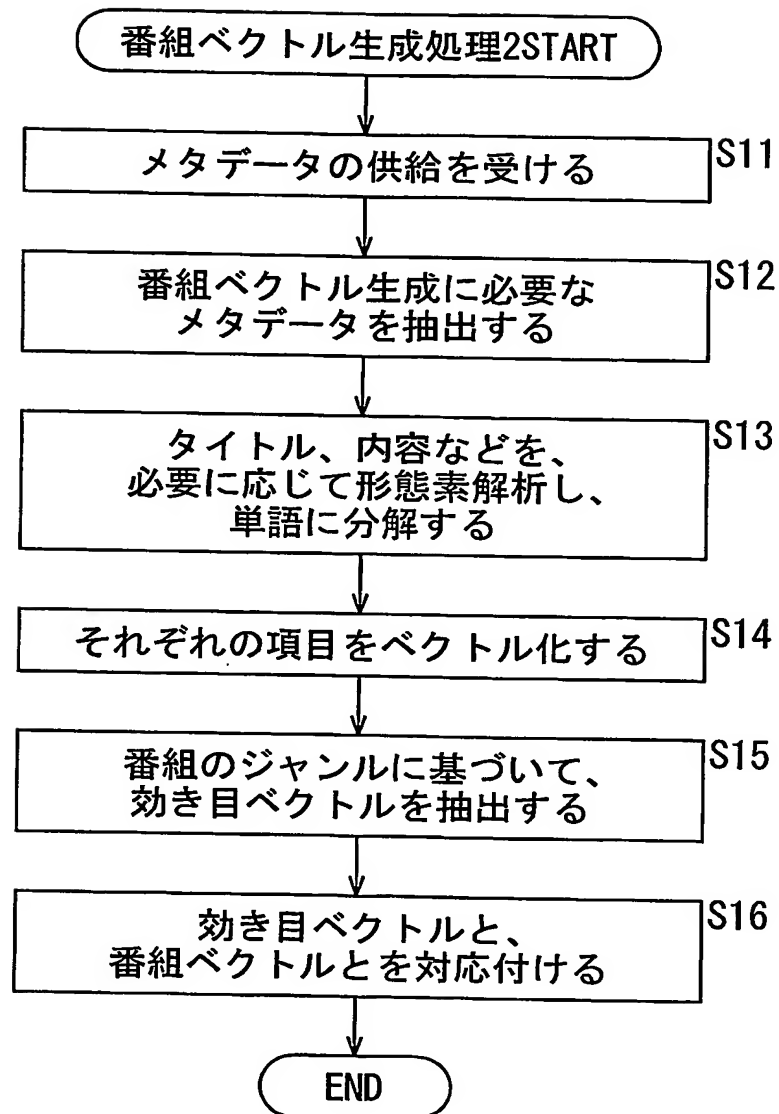 番組ベクトル生成処理2START
メタデータの供給を受ける
S11
番組ベクトル生成に必要な
メタデータを抽出する
S12
タイトル、内容などを、
必要に応じて形態素解析し、
単語に分解する
S13
それぞれの項目をベクトル化する
S14
番組のジャンルに基づいて、
効き目ベクトルを抽出する
S15
効き目ベクトルと、
番組ベクトルとを対応付ける
S16
END